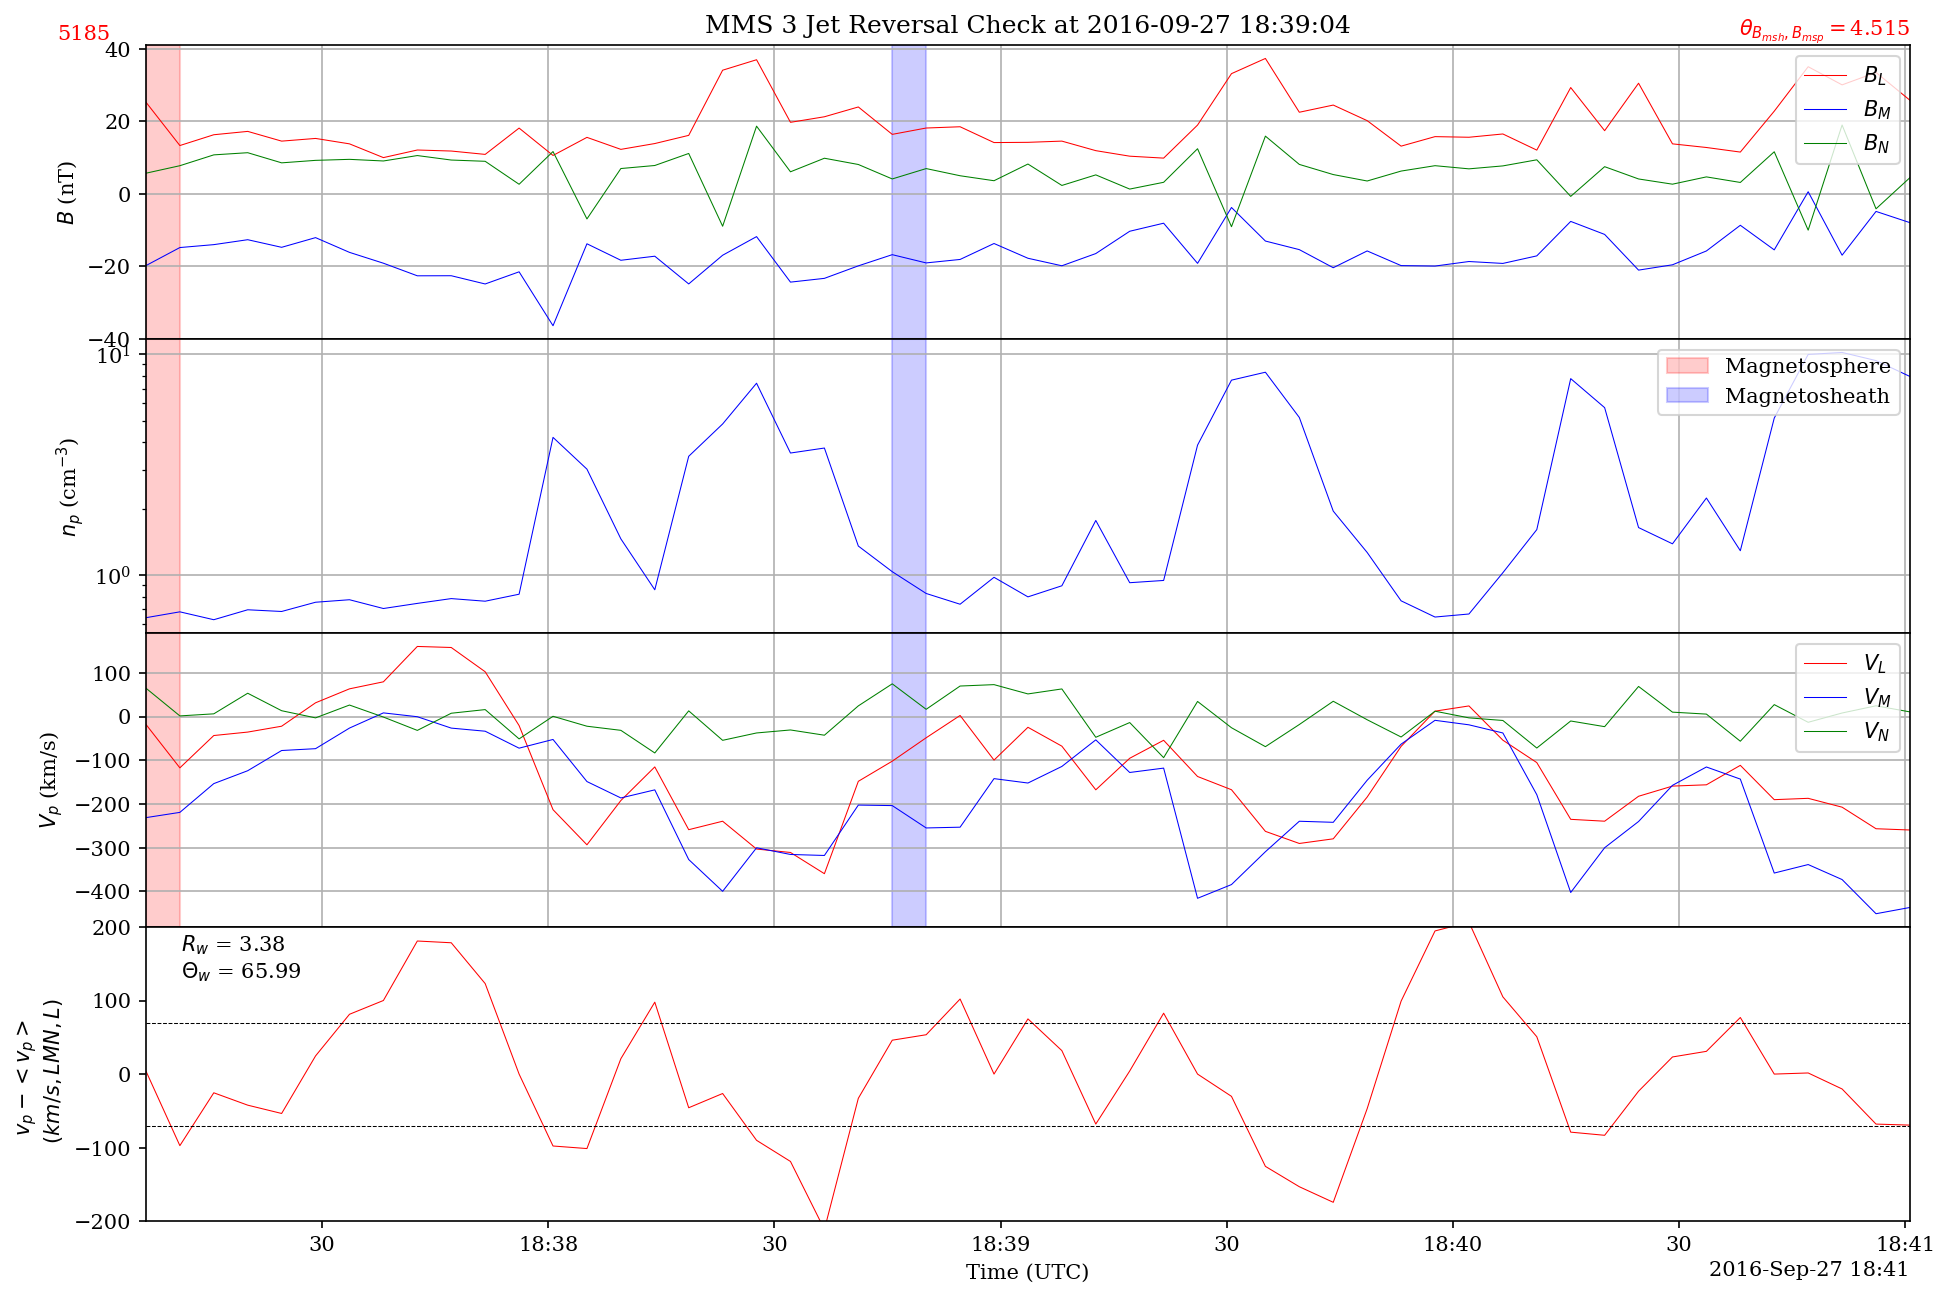 MMS 3 Jet Reversal Check at 2016-09-27 18:39:04
5185
θ_{B_{msh}, B_{msp}} = 4.515
40
20
0
−20
−40
B (nT)
B_L
B_M
B_N
10^1
10^0
n_p (cm^{−3})
Magnetosphere
Magnetosheath
100
0
−100
−200
−300
−400
V_p (km/s)
V_L
V_M
V_N
200
100
0
−100
−200
v_p − < v_p >
(km/s, LMN, L)
R_w = 3.38
Θ_w = 65.99
30 18:38 30 18:39 30 18:40 30 18:41
Time (UTC)
2016-Sep-27 18:41